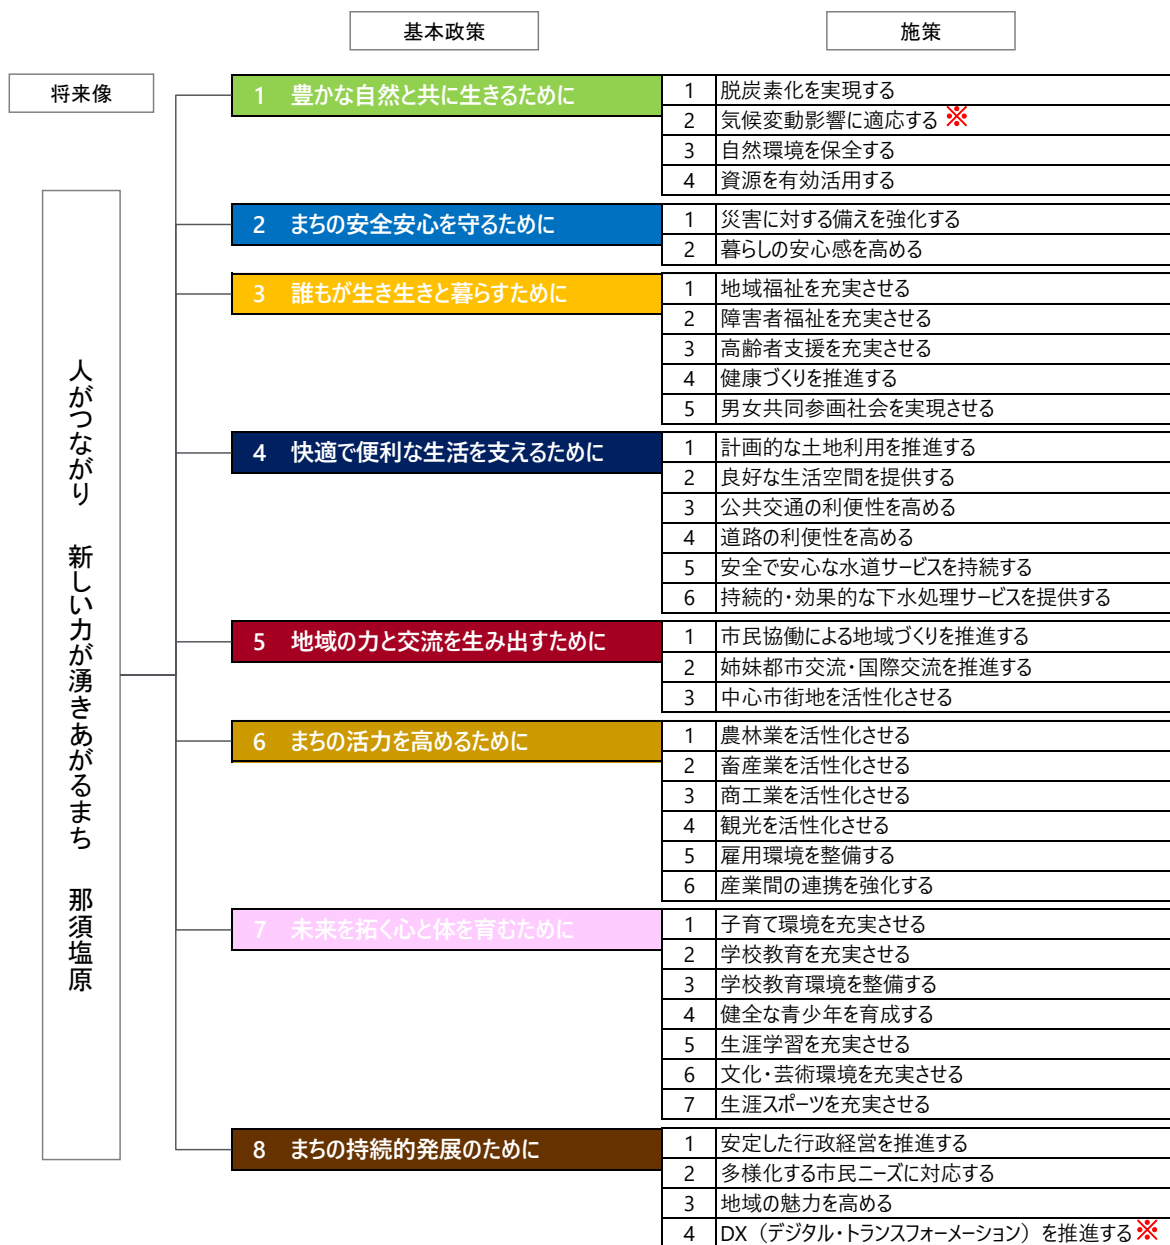 基本政策
施策
将来像
人がつながり 新しい力が湧きあがるまち 那須塩原
1 豊かな自然と共に生きるために
1 脱炭素化を実現する
2 気候変動影響に適応する ※
3 自然環境を保全する
4 資源を有効活用する
2 まちの安全安心を守るために
1 災害に対する備えを強化する
2 暮らしの安心感を高める
3 誰もが生き生きと暮らすために
1 地域福祉を充実させる
2 障害者福祉を充実させる
3 高齢者支援を充実させる
4 健康づくりを推進する
5 男女共同参画社会を実現させる
4 快適で便利な生活を支えるために
1 計画的な土地利用を推進する
2 良好な生活空間を提供する
3 公共交通の利便性を高める
4 道路の利便性を高める
5 安全で安心な水道サービスを持続する
6 持続的・効果的な下水処理サービスを提供する
5 地域の力と交流を生み出すために
1 市民協働による地域づくりを推進する
2 姉妹都市交流・国際交流を推進する
3 中心市街地を活性化させる
6 まちの活力を高めるために
1 農林業を活性化させる
2 畜産業を活性化させる
3 商工業を活性化させる
4 観光を活性化させる
5 雇用環境を整備する
6 産業間の連携を強化する
7 未来を拓く心と体を育むために
1 子育て環境を充実させる
2 学校教育を充実させる
3 学校教育環境を整備する
4 健全な青少年を育成する
5 生涯学習を充実させる
6 文化・芸術環境を充実させる
7 生涯スポーツを充実させる
8 まちの持続的発展のために
1 安定した行政経営を推進する
2 多様化する市民ニーズに対応する
3 地域の魅力を高める
4 DX（デジタル・トランスフォーメーション）を推進する ※